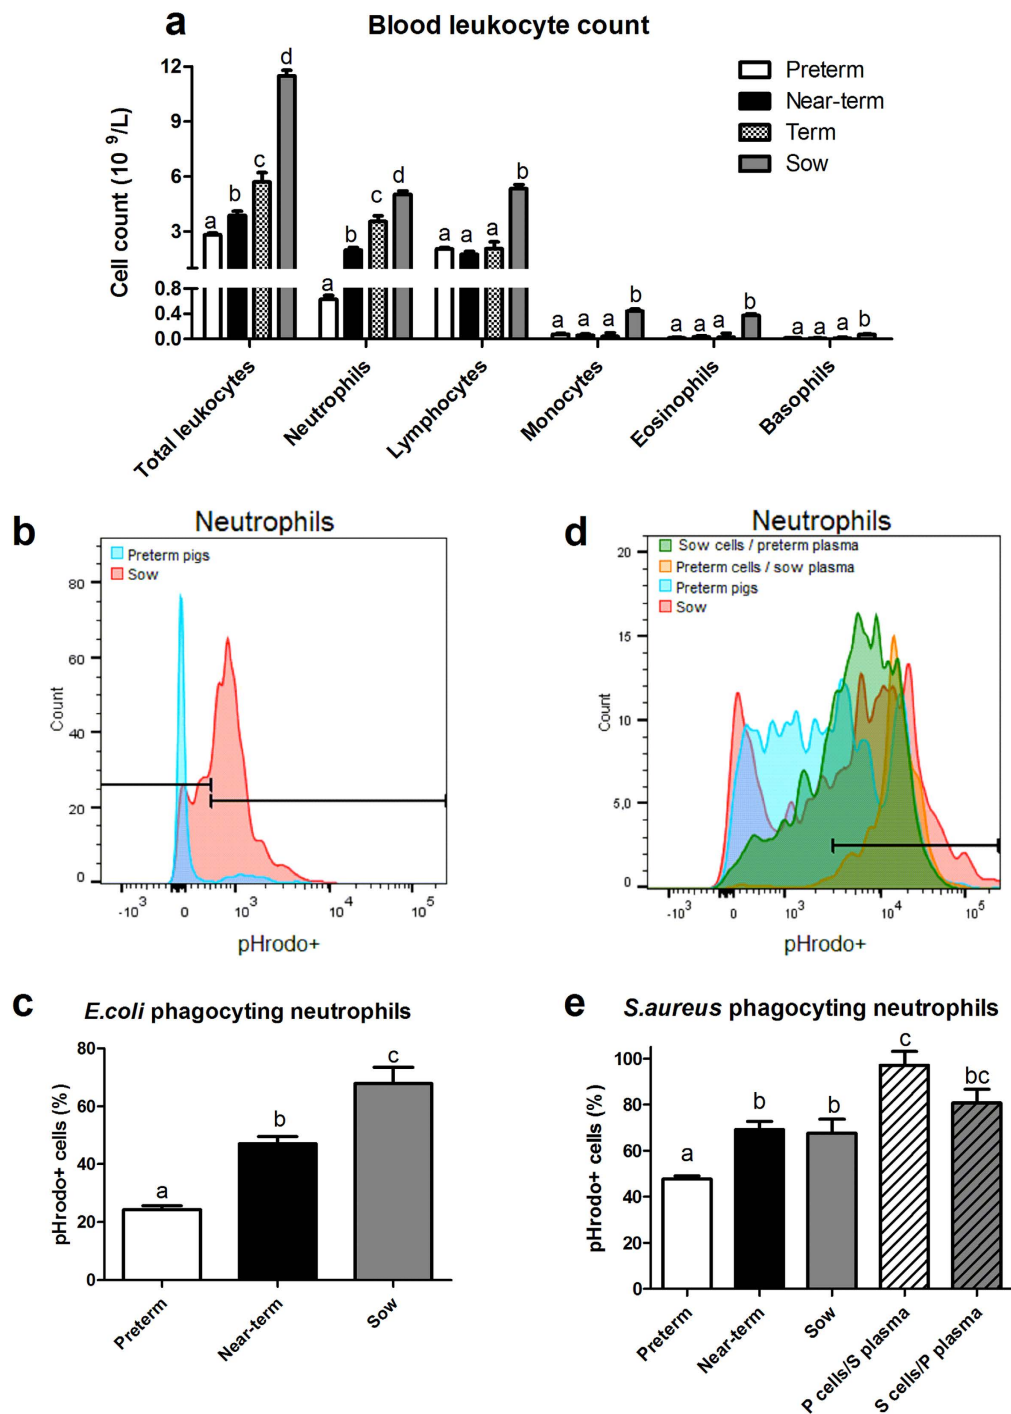 a
Blood leukocyte count
Cell count (10 9/L)
12
9
6
3
0.8
0.4
0.0
a b c d
a b c d
a a a b
a a a b
a a a b
a a a b
Preterm
Near-term
Term
Sow
Total leukocytes
Neutrophils
Lymphocytes
Monocytes
Eosinophils
Basophils
b
Neutrophils
Preterm pigs
Sow
Count
80
60
40
20
0
-10 3
0
10 3
10 4
10 5
pHrodo+
d
Neutrophils
Sow cells / preterm plasma
Preterm cells / sow plasma
Preterm pigs
Sow
Count
20
15
10
5,0
0
-10 3
0
10 3
10 4
10 5
pHrodo+
c
E.coli phagocyting neutrophils
pHrodo+ cells (%)
80
60
40
20
0
a
b
c
Preterm
Near-term
Sow
e
S.aureus phagocyting neutrophils
pHrodo+ cells (%)
100
80
60
40
20
0
a
b
b
c
bc
Preterm
Near-term
Sow
P cells/S plasma
S cells/P plasma